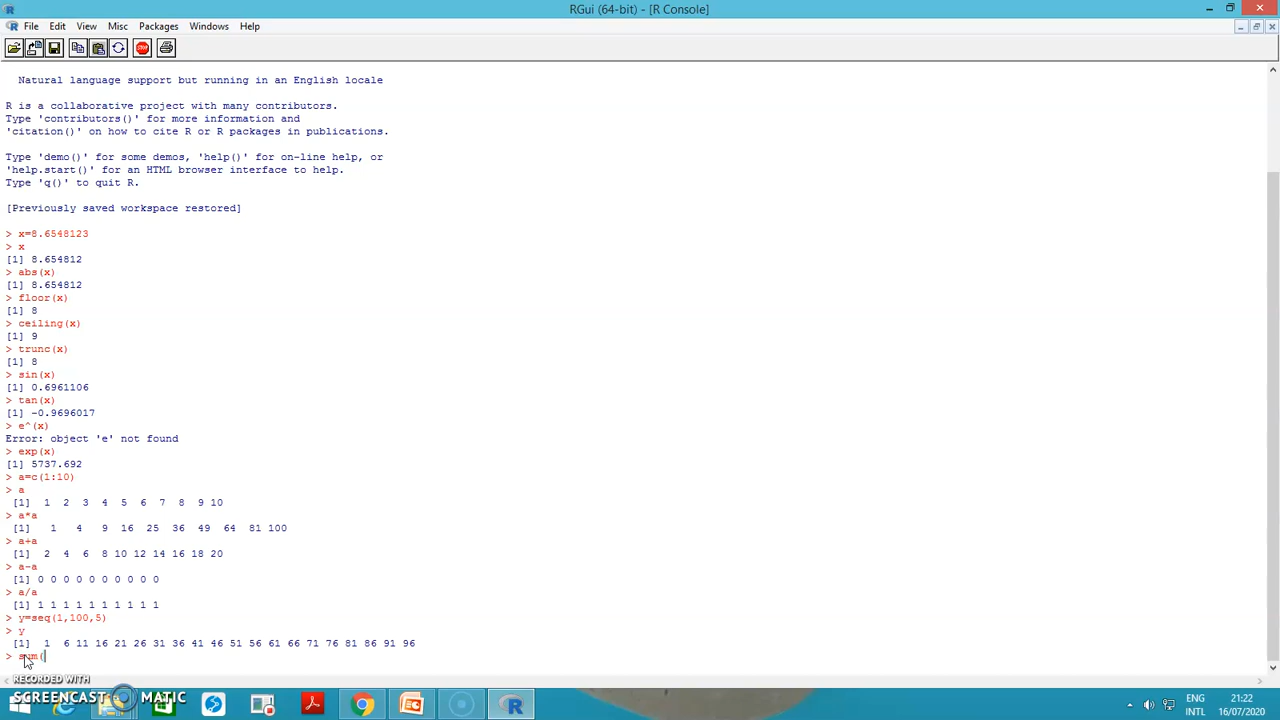 RGui (64-bit) - [R Console]
File Edit View Misc Packages Windows Help
STOP
Natural language support but running in an English locale
R is a collaborative project with many contributors.
Type 'contributors()' for more information and
'citation()' on how to cite R or R packages in publications.
Type 'demo()' for some demos, 'help()' for on-line help, or
'help.start()' for an HTML browser interface to help.
Type 'q()' to quit R.
[Previously saved workspace restored]
> x=8.6548123
> x
[1] 8.654812
> abs(x)
[1] 8.654812
> floor(x)
[1] 8
> ceiling(x)
[1] 9
> trunc(x)
[1] 8
> sin(x)
[1] 0.6961106
> tan(x)
[1] -0.9696017
> e^(x)
Error: object 'e' not found
> exp(x)
[1] 5737.692
> a=c(1:10)
> a
[1] 1 2 3 4 5 6 7 8 9 10
> a*a
[1] 1 4 9 16 25 36 49 64 81 100
> a+a
[1] 2 4 6 8 10 12 14 16 18 20
> a-a
[1] 0 0 0 0 0 0 0 0 0 0
> a/a
[1] 1 1 1 1 1 1 1 1 1 1
> y=seq(1,100,5)
> y
[1] 1 6 11 16 21 26 31 36 41 46 51 56 61 66 71 76 81 86 91 96
> sum(
RECORDED WITH
SCREENCAST MATIC
ENG 21:22
INTL 16/07/2020